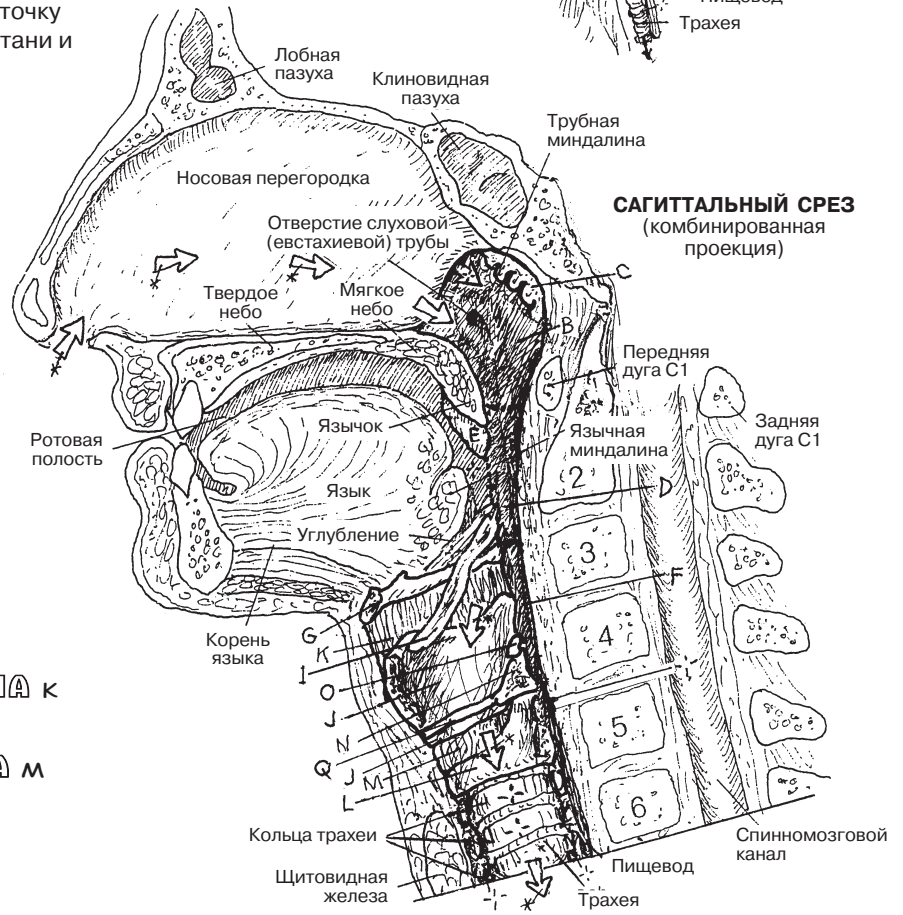 точку
тани и
Пищевод
Трахея
Лобная
пазуха
Клиновидная
пазуха
Трубная
миндалина
Носовая перегородка
САГИТТАЛЬНЫЙ СРЕЗ
(комбинированная
проекция)
Отверстие слуховой
(евстахиевой) трубы
C
Твердое
небо
Мягкое
небо
B
Передняя
дуга C1
Задняя
дуга C1
Ротовая
полость
Язычок
E
Язычная
миндалина
2
D
Язык
Углубление
3
F
G
Корень
языка
K
I
4
O
J
N
5
Q
J
M
L
6
А к
А м
Кольца трахеи
Щитовидная
железа
Пищевод
Трахея
Спинномозговой
канал